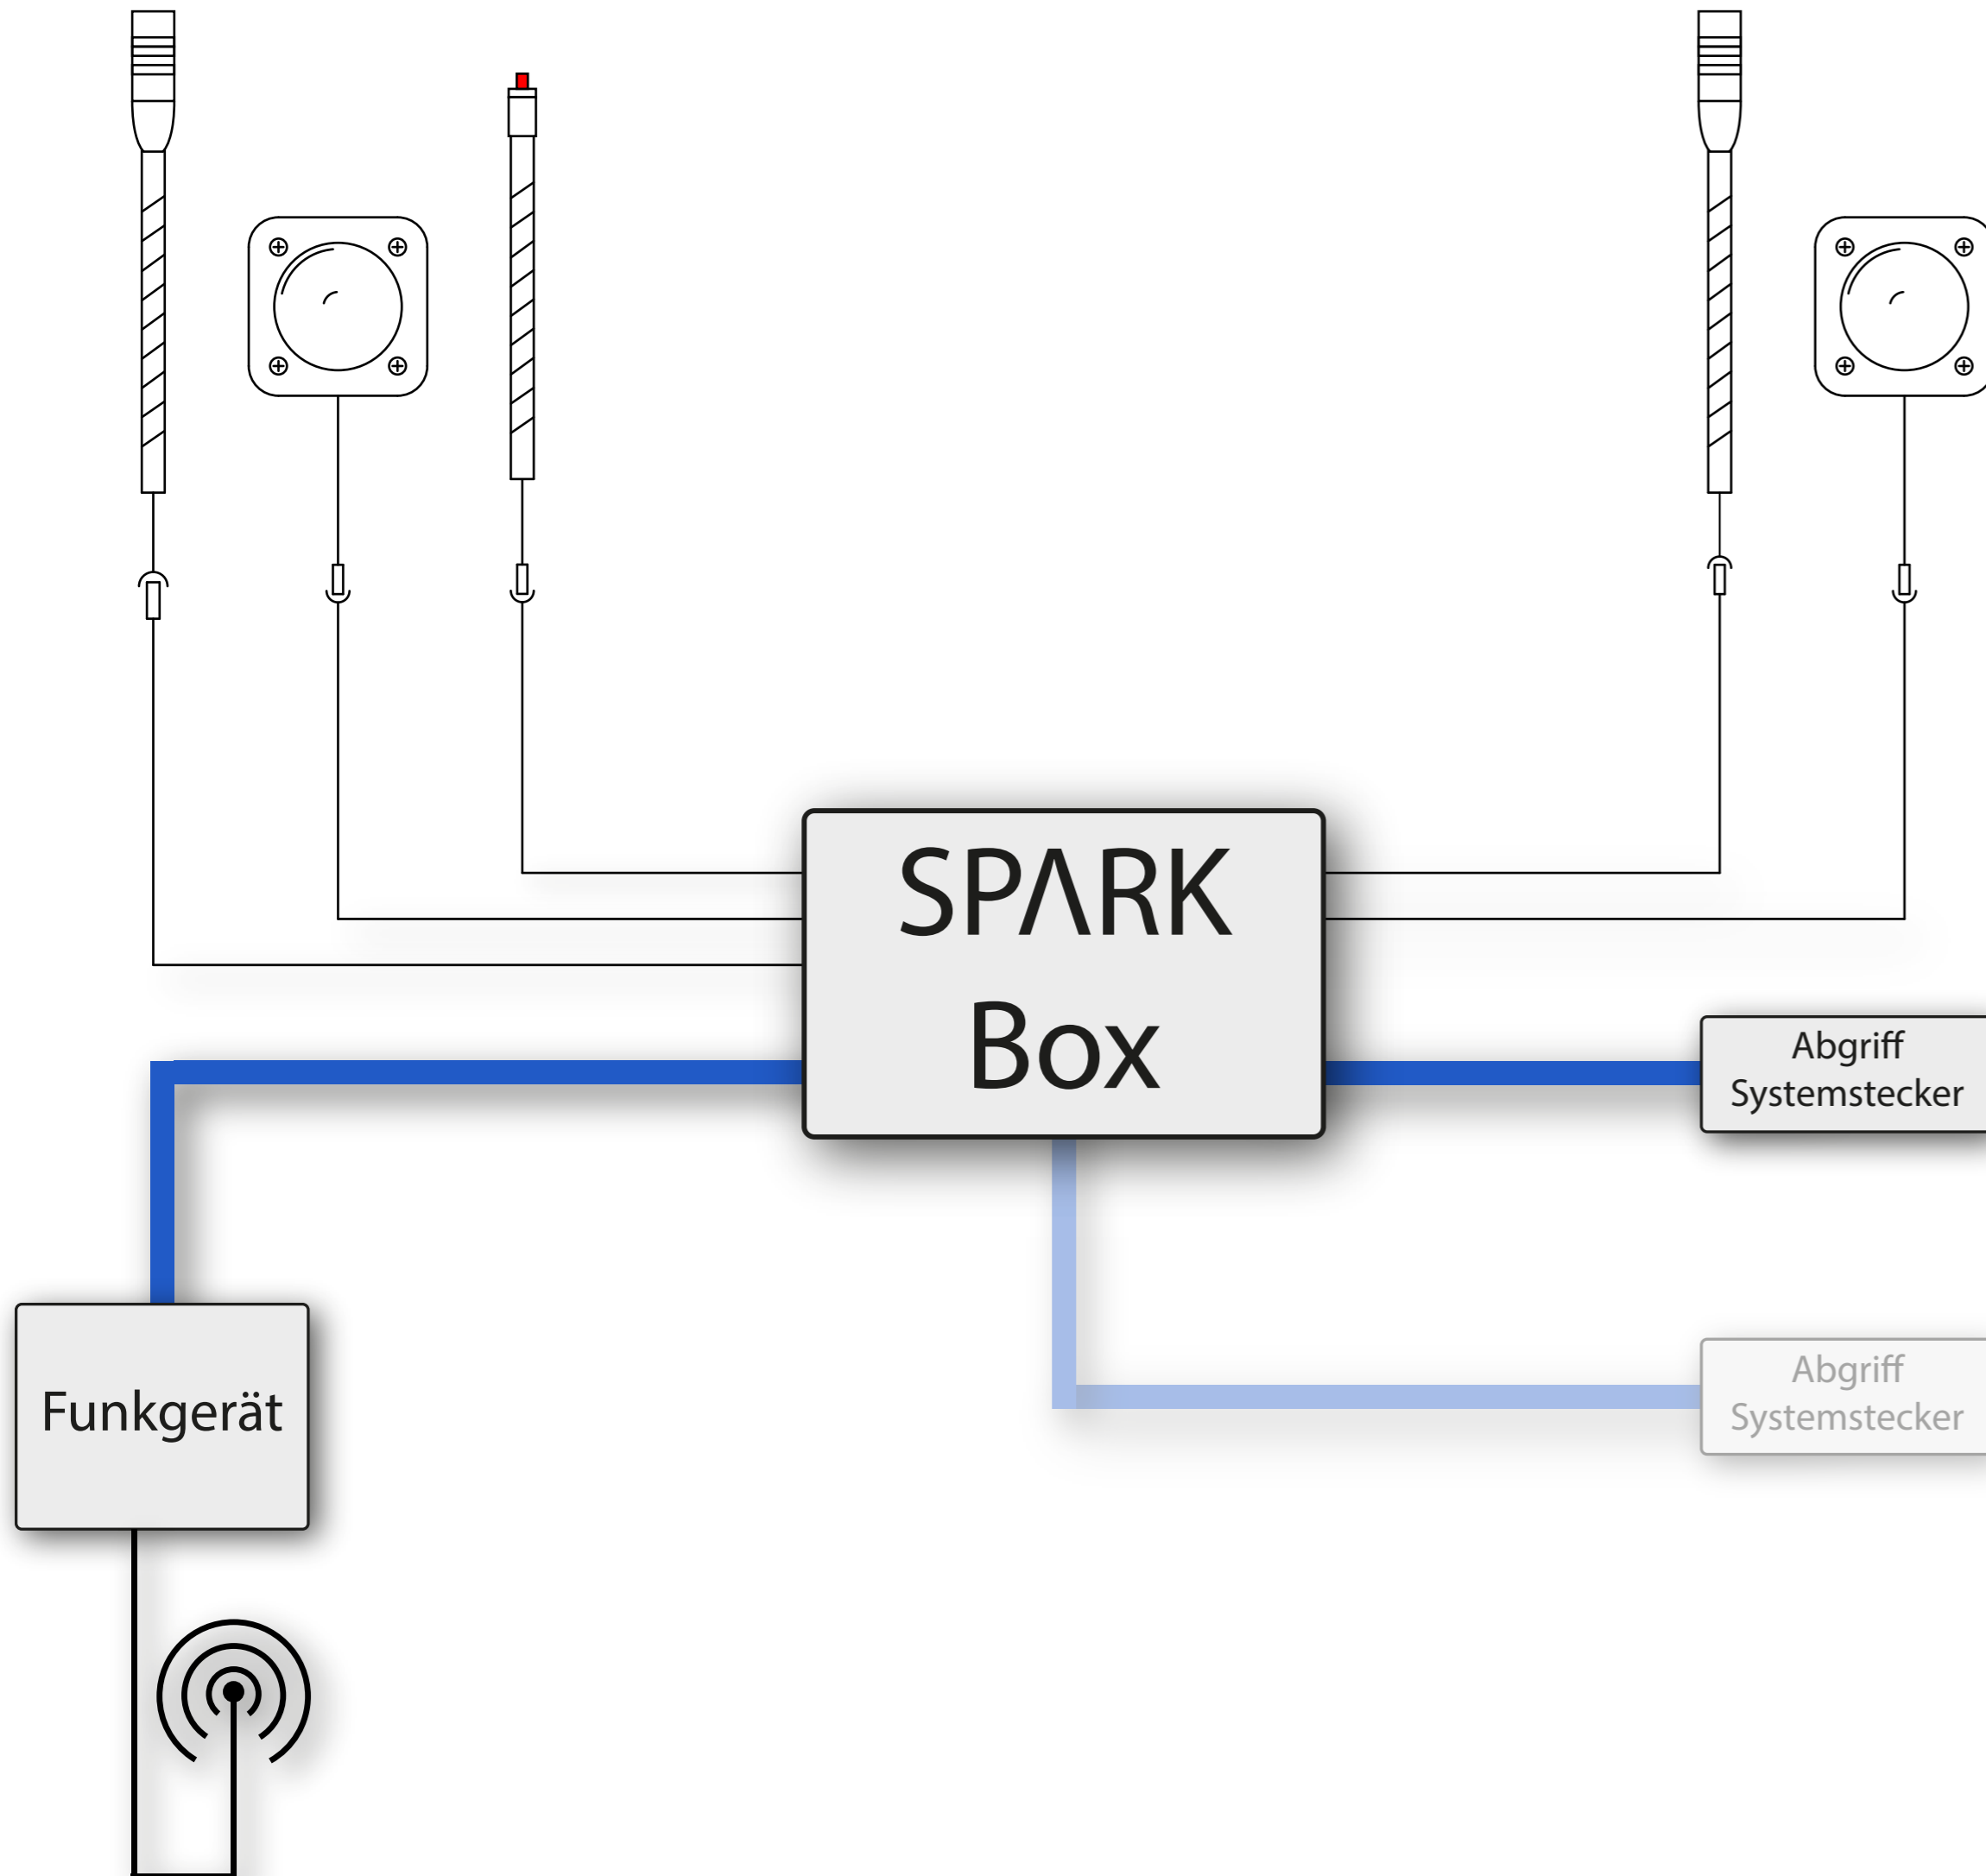 SPΛRK
Box
Abgriff
Systemstecker
Funkgerät
Abgriff
Systemstecker